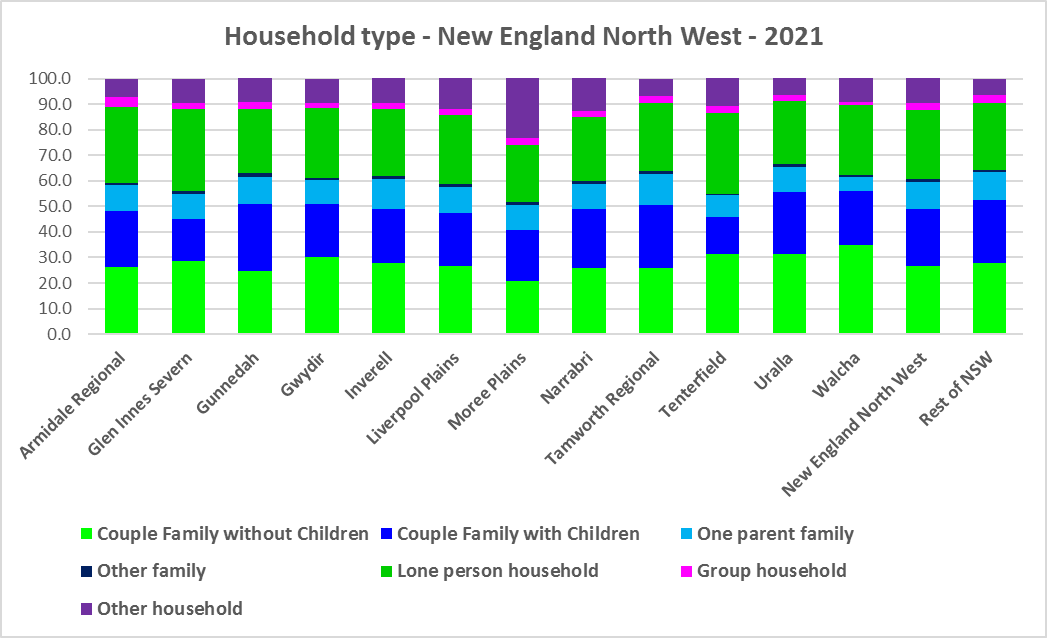 Household type - New England North West - 2021
100.0
90.0
80.0
70.0
60.0
50.0
40.0
30.0
20.0
10.0
0.0
Armidale Regional
Glen Innes Severn
Gunnedah
Gwydir
Inverell
Liverpool Plains
Moree Plains
Narrabri
Tamworth Regional
Tenterfield
Uralla
Walcha
New England North West
Rest of NSW
Couple Family without Children
Couple Family with Children
One parent family
Other family
Lone person household
Group household
Other household